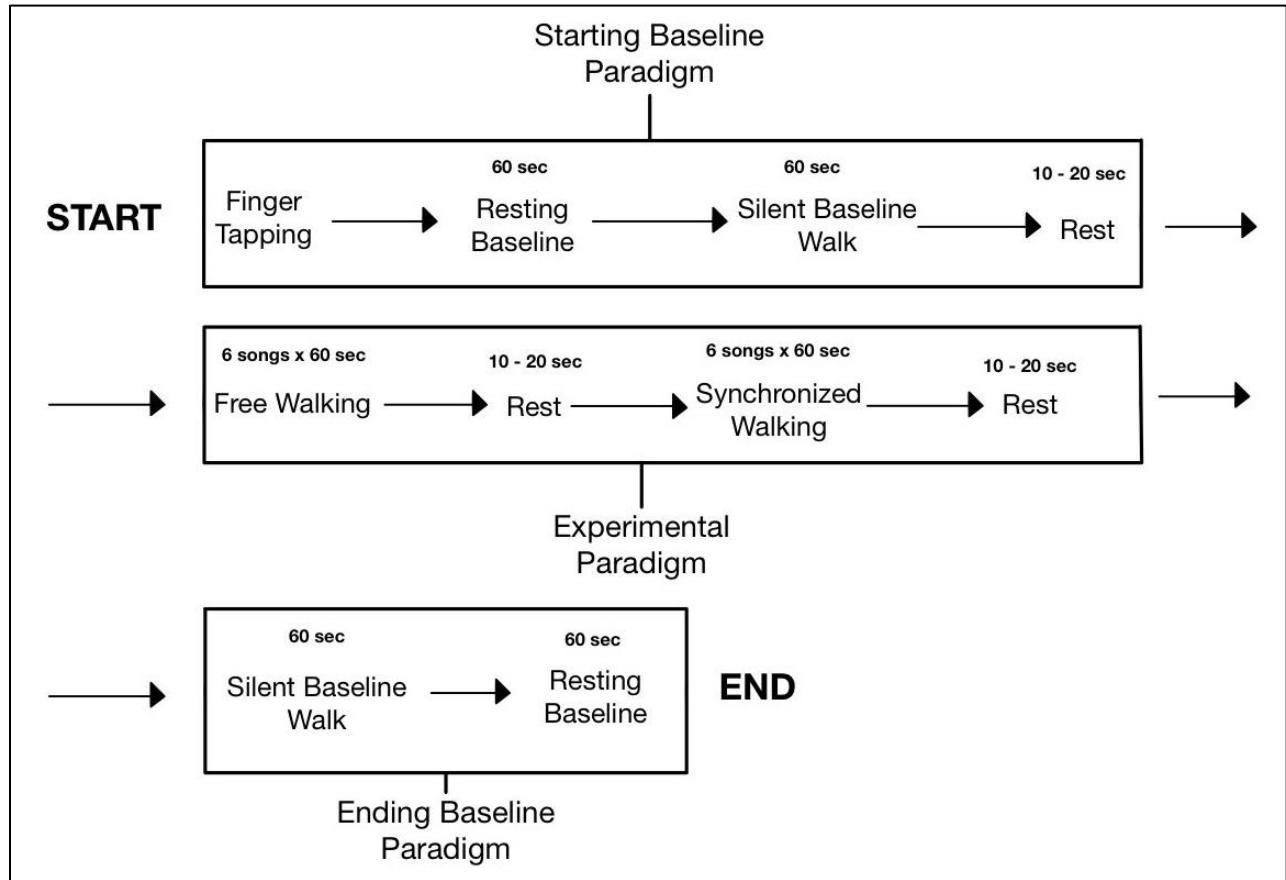 Starting Baseline
Paradigm
START
Finger
Tapping
60 sec
Resting
Baseline
60 sec
Silent Baseline
Walk
10 - 20 sec
Rest
6 songs x 60 sec
Free Walking
10 - 20 sec
Rest
6 songs x 60 sec
Synchronized
Walking
10 - 20 sec
Rest
Experimental
Paradigm
60 sec
Silent Baseline
Walk
60 sec
Resting
Baseline
END
Ending Baseline
Paradigm